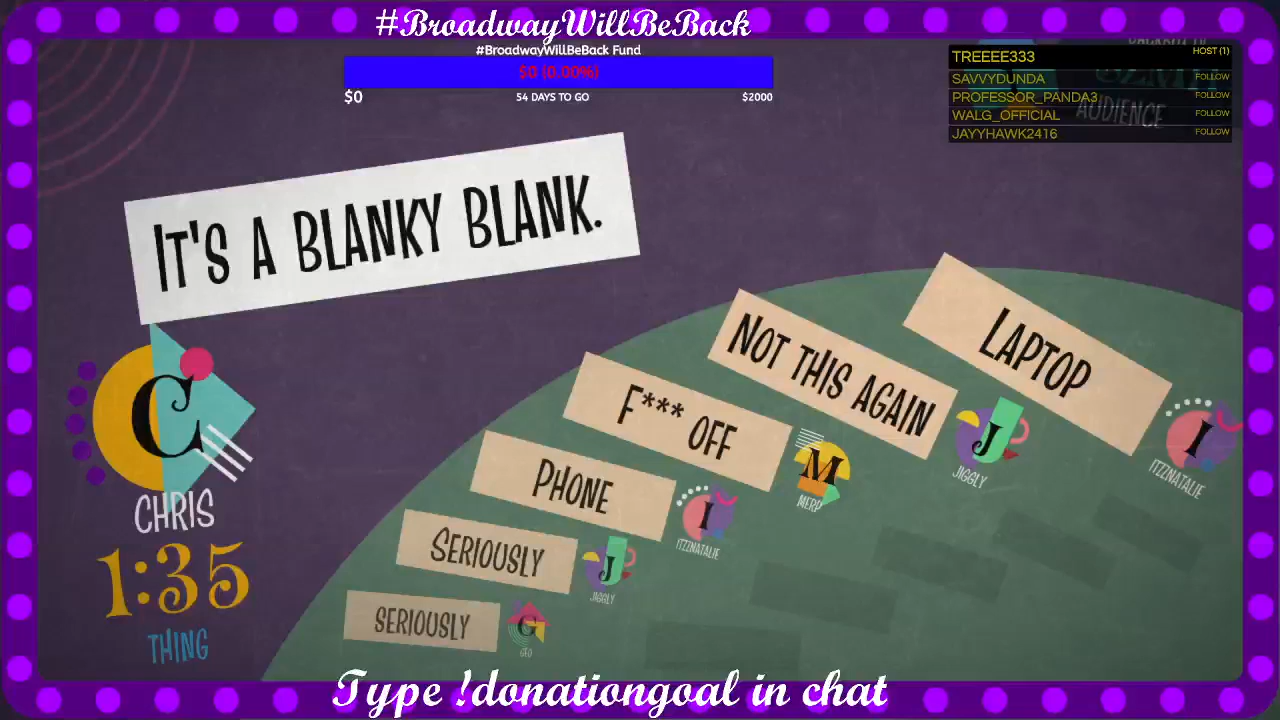 #BroadwayWillBeBack
#BroadwayWillBeBack Fund
$0 (0.00%)
$0 54 DAYS TO GO $2000
TREEEE333 HOST (1)
SAVVYDUNDA FOLLOW
PROFESSOR_PANDA3 FOLLOW
WALG_OFFICIAL FOLLOW
JAYYHAWK2416 FOLLOW
AUDIENCE
IT'S A BLANKY BLANK.
C
CHRIS
1:35
THING
LAPTOP
I
ITZZNATALIE
NOT THIS AGAIN
J
JIGGLY
F*** OFF
M
MERP
PHONE
I
ITZZNATALIE
SERIOUSLY
J
JIGGLY
SERIOUSLY
G
GEO
Type !donationgoal in chat